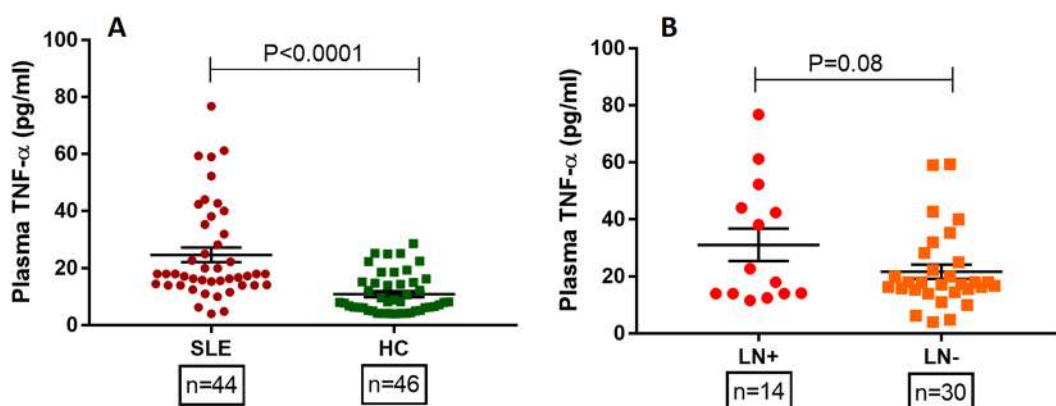 A
Plasma TNF-α (pg/ml)
100
80
60
40
20
0
P<0.0001
SLE
HC
n=44
n=46
B
Plasma TNF-α (pg/ml)
100
80
60
40
20
0
P=0.08
LN+
LN-
n=14
n=30